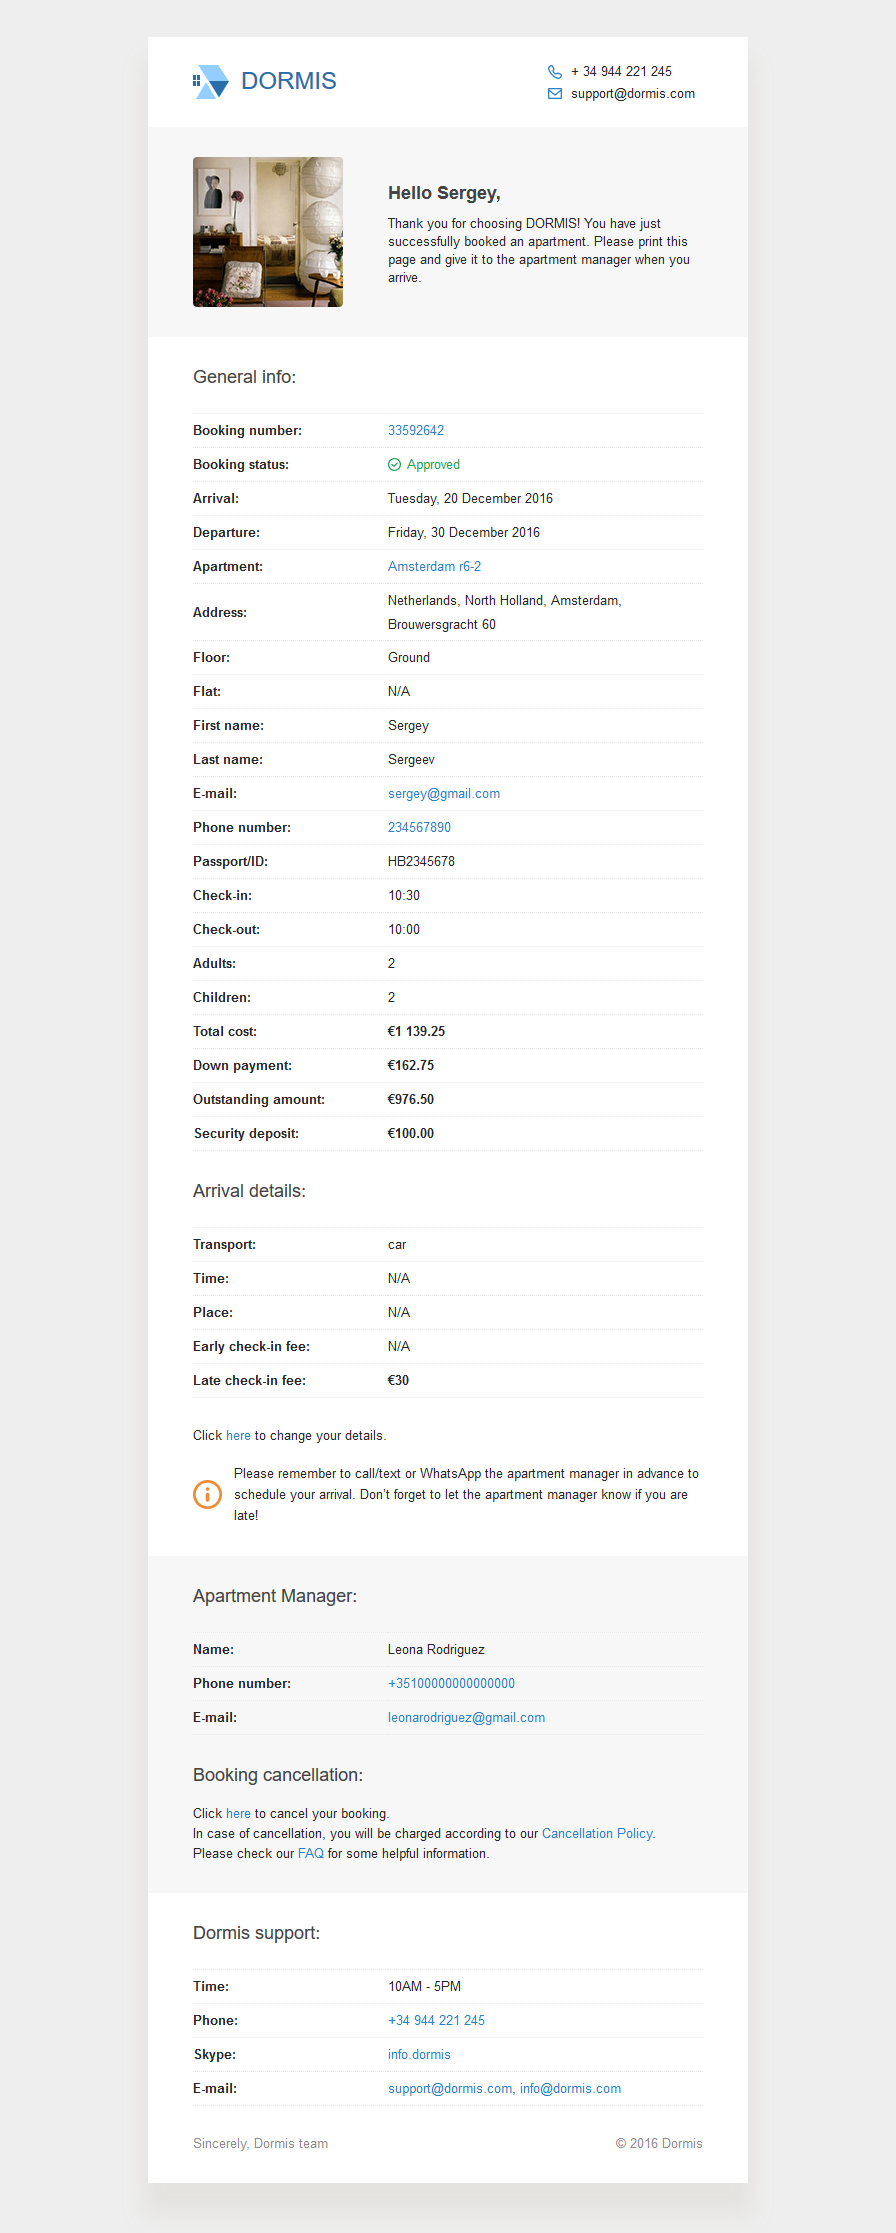 DORMIS
+ 34 944 221 245
support@dormis.com
Hello Sergey,
Thank you for choosing DORMIS! You have just
successfully booked an apartment. Please print this
page and give it to the apartment manager when you
arrive.
General info:
Booking number: 33592642
Booking status: Approved
Arrival: Tuesday, 20 December 2016
Departure: Friday, 30 December 2016
Apartment: Amsterdam r6-2
Address: Netherlands, North Holland, Amsterdam,
Brouwersgracht 60
Floor: Ground
Flat: N/A
First name: Sergey
Last name: Sergeev
E-mail: sergey@gmail.com
Phone number: 234567890
Passport/ID: HB2345678
Check-in: 10:30
Check-out: 10:00
Adults: 2
Children: 2
Total cost: €1 139.25
Down payment: €162.75
Outstanding amount: €976.50
Security deposit: €100.00
Arrival details:
Transport: car
Time: N/A
Place: N/A
Early check-in fee: N/A
Late check-in fee: €30
Click here to change your details.
Please remember to call/text or WhatsApp the apartment manager in advance to
schedule your arrival. Don’t forget to let the apartment manager know if you are
late!
Apartment Manager:
Name: Leona Rodriguez
Phone number: +35100000000000000
E-mail: leonarodriguez@gmail.com
Booking cancellation:
Click here to cancel your booking.
In case of cancellation, you will be charged according to our Cancellation Policy.
Please check our FAQ for some helpful information.
Dormis support:
Time: 10AM - 5PM
Phone: +34 944 221 245
Skype: info.dormis
E-mail: support@dormis.com, info@dormis.com
Sincerely, Dormis team © 2016 Dormis